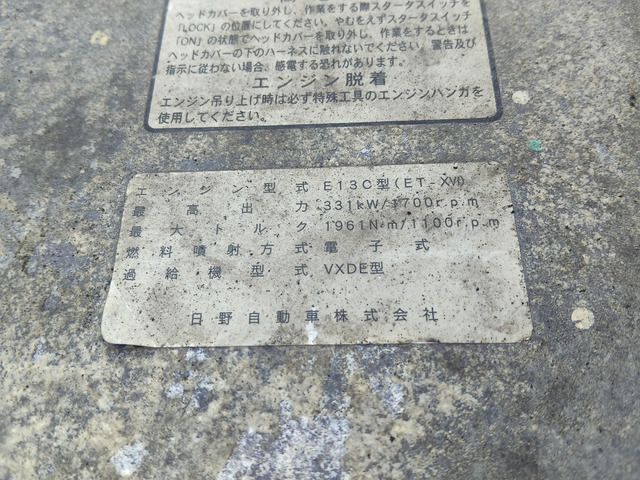 ヘッドカバーを取り外し、作業をする際スタータスイッチを
「LOCK」の位置にしてください。やむをえずスタータスイッチ
「ON」の状態でヘッドカバーを取り外し、作業をするときは
ヘッドカバーの下のハーネスに触れないでください。警告及び
指示に従わない場合、感電する恐れがあります。
エンジン脱着
エンジン吊り上げ時は必ず特殊工具のエンジンハンガを
使用してください。
エンジン型式 E13C型(ET-XVI)
最高出力 331kW/1700r.p.m
最大トルク 1961N·m/1100r.p.m
燃料噴射方式 電子式
過給機型式 VXDE型
日野自動車株式会社